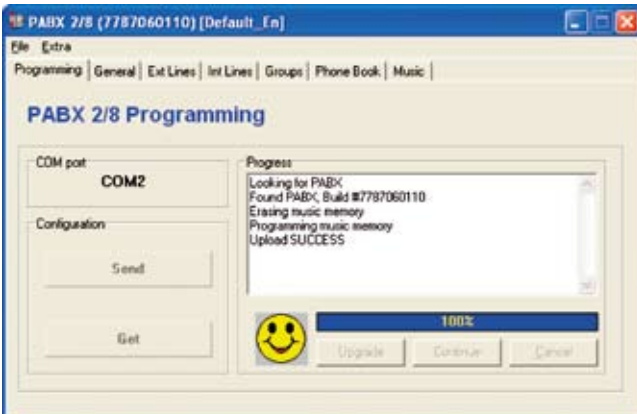 PABX 2/8 (7787060110) [Default_En]
File Extra
Programming General Ext Lines Int Lines Groups Phone Book Music
PABX 2/8 Programming
COM port
COM2
Configuration
Send
Get
Progress
Looking for PABX
Found PABX, Build #7787060110
Erasing music memory
Programming music memory
Upload SUCCESS
100%
Upgrade Continue Cancel